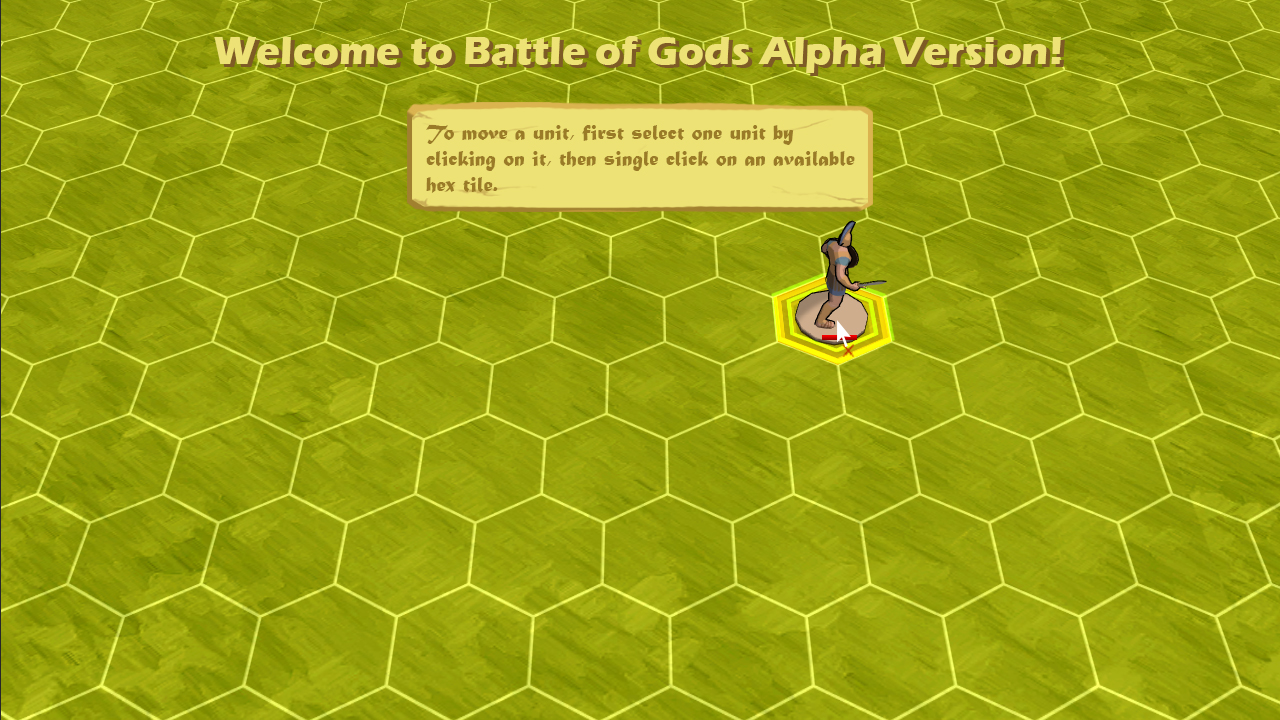 Welcome to Battle of Gods Alpha Version!
To move a unit, first select one unit by
clicking on it, then single click on an available
hex tile.